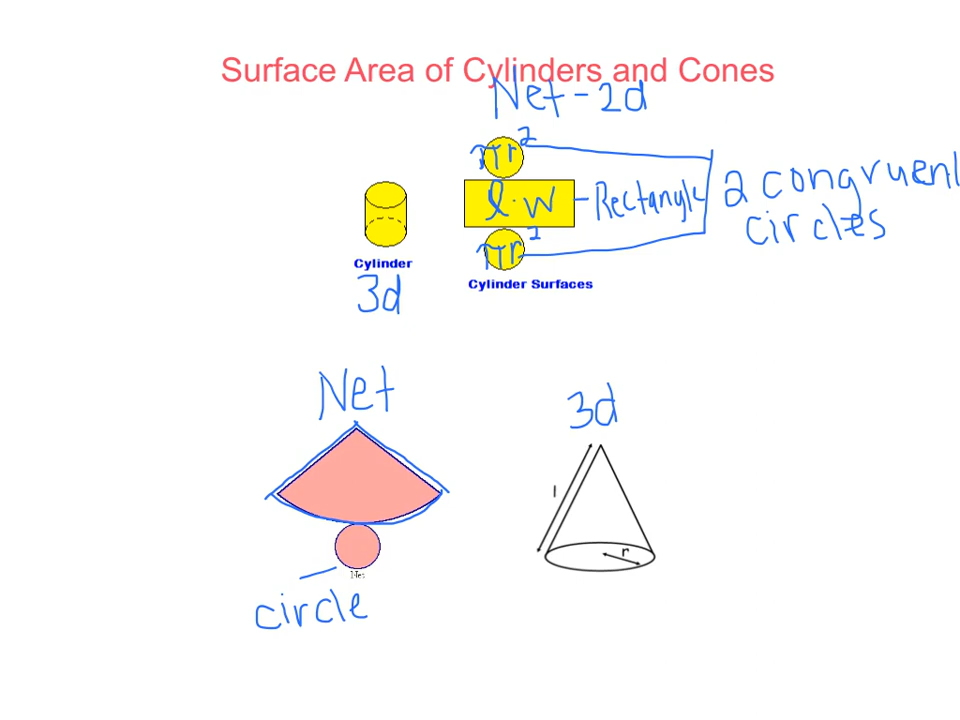 Surface Area of Cylinders and Cones
Net - 2d
πr²
l·w - Rectangle
2 congruent
circles
πr²
Cylinder
Cylinder Surfaces
3d
Net
3d
l
r
circle